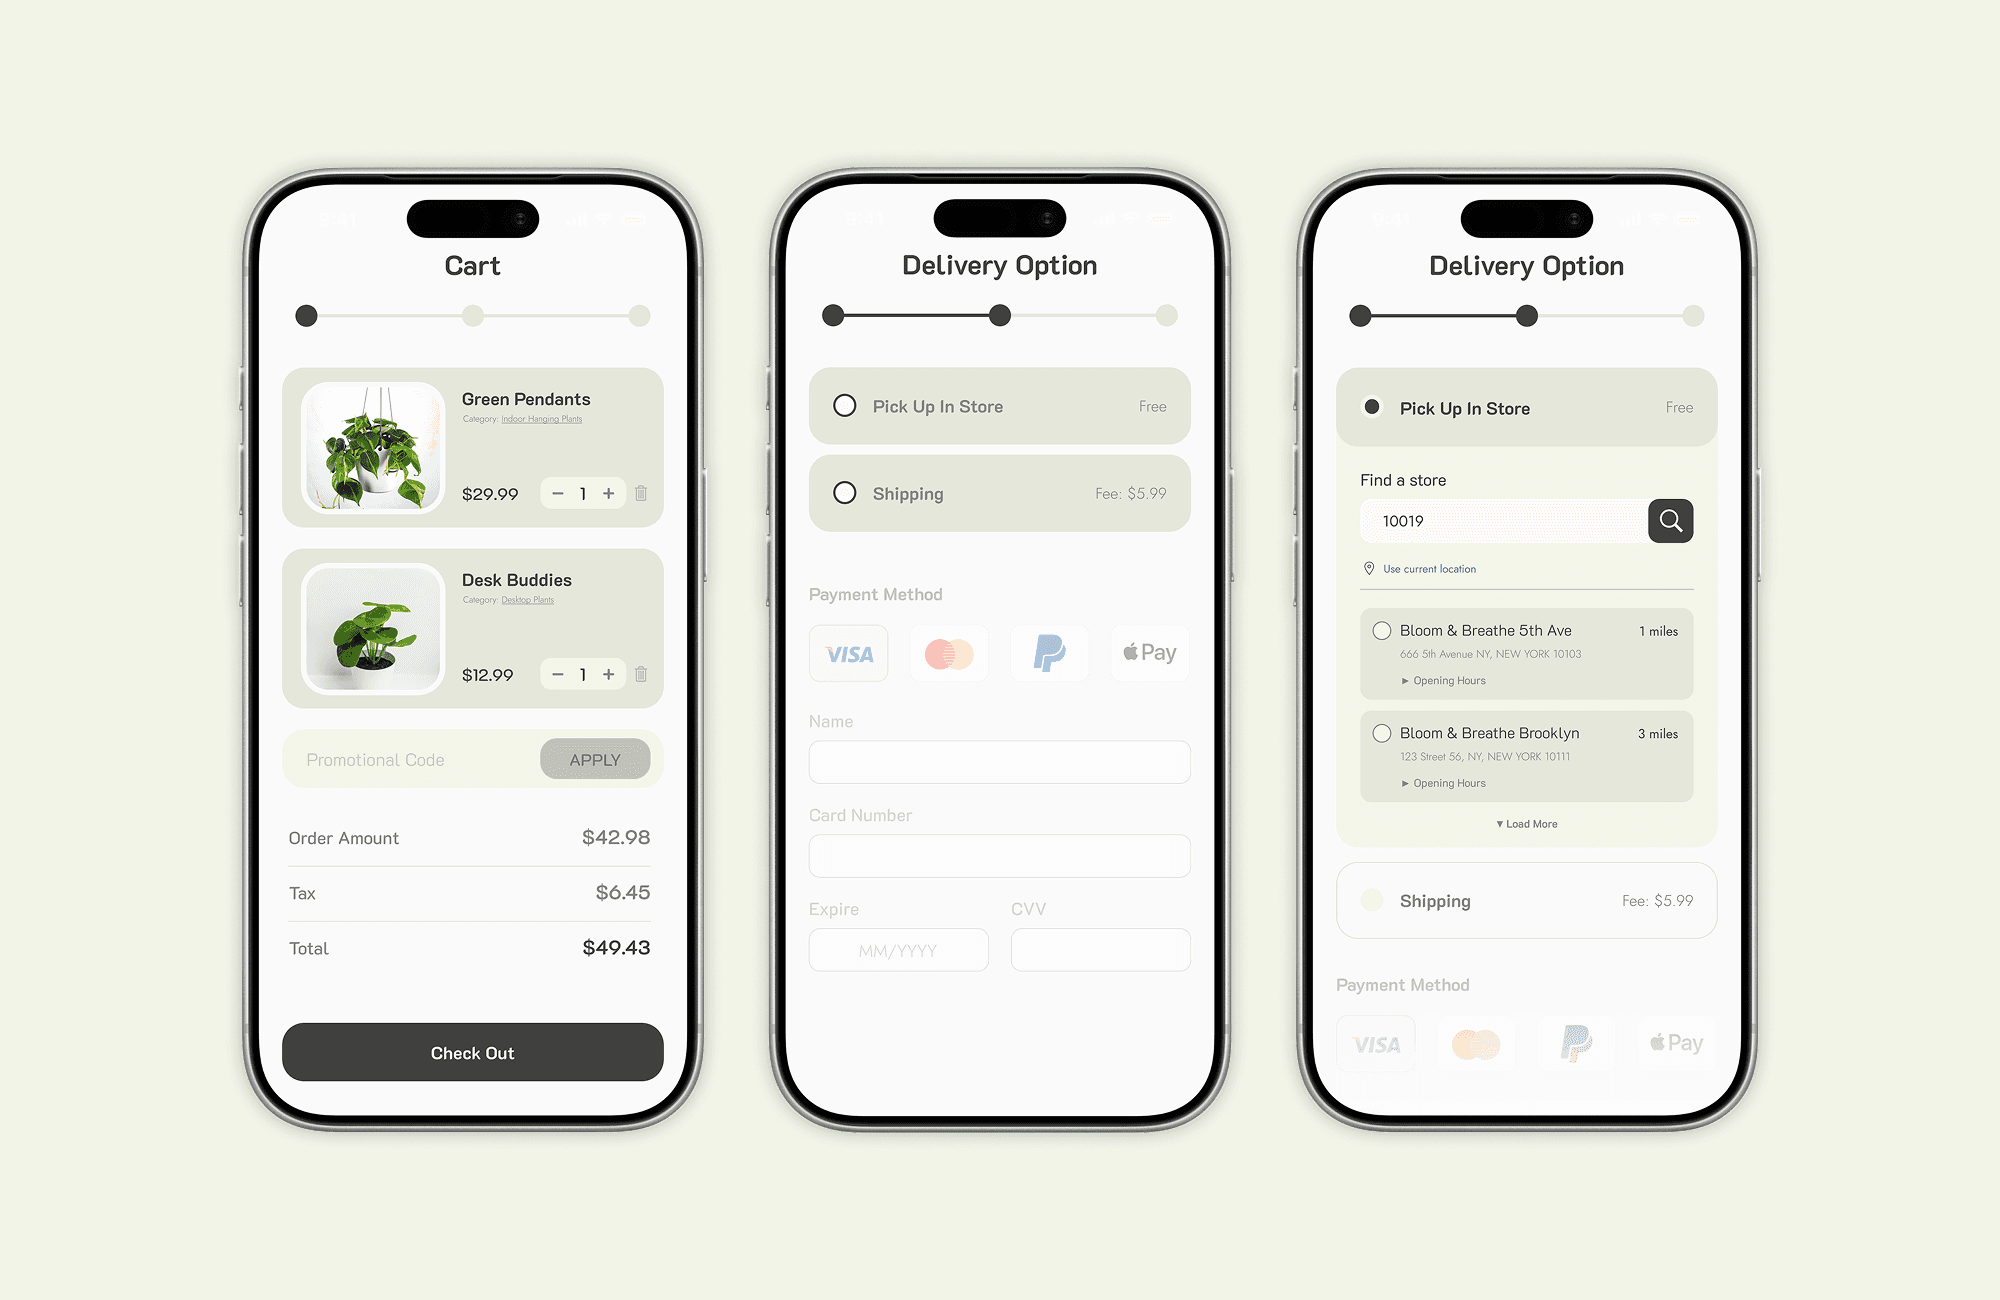 Cart
Green Pendants
Category: Indoor Hanging Plants
$29.99 − 1 +
Desk Buddies
Category: Desktop Plants
$12.99 − 1 +
Promotional Code APPLY
Order Amount $42.98
Tax $6.45
Total $49.43
Check Out
9:41
Delivery Option
Pick Up In Store Free
Shipping Fee: $5.99
Payment Method
VISA PayPal Pay
Name
Card Number
Expire CVV
MM/YYYY
Delivery Option
Pick Up In Store Free
Find a store
10019
Use current location
Bloom & Breathe 5th Ave 1 miles
666 5th Avenue NY, NEW YORK 10103
► Opening Hours
Bloom & Breathe Brooklyn 3 miles
123 Street 56, NY, NEW YORK 10111
► Opening Hours
▼ Load More
Shipping Fee: $5.99
Payment Method
VISA Pay